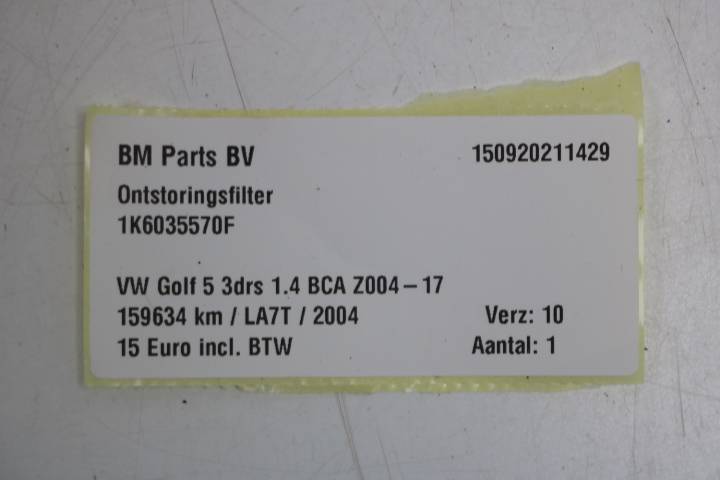 BM Parts BV 150920211429
Ontstoringsfilter
1K6035570F
VW Golf 5 3drs 1.4 BCA Z004-17
159634 km / LA7T / 2004 Verz: 10
15 Euro incl. BTW Aantal: 1